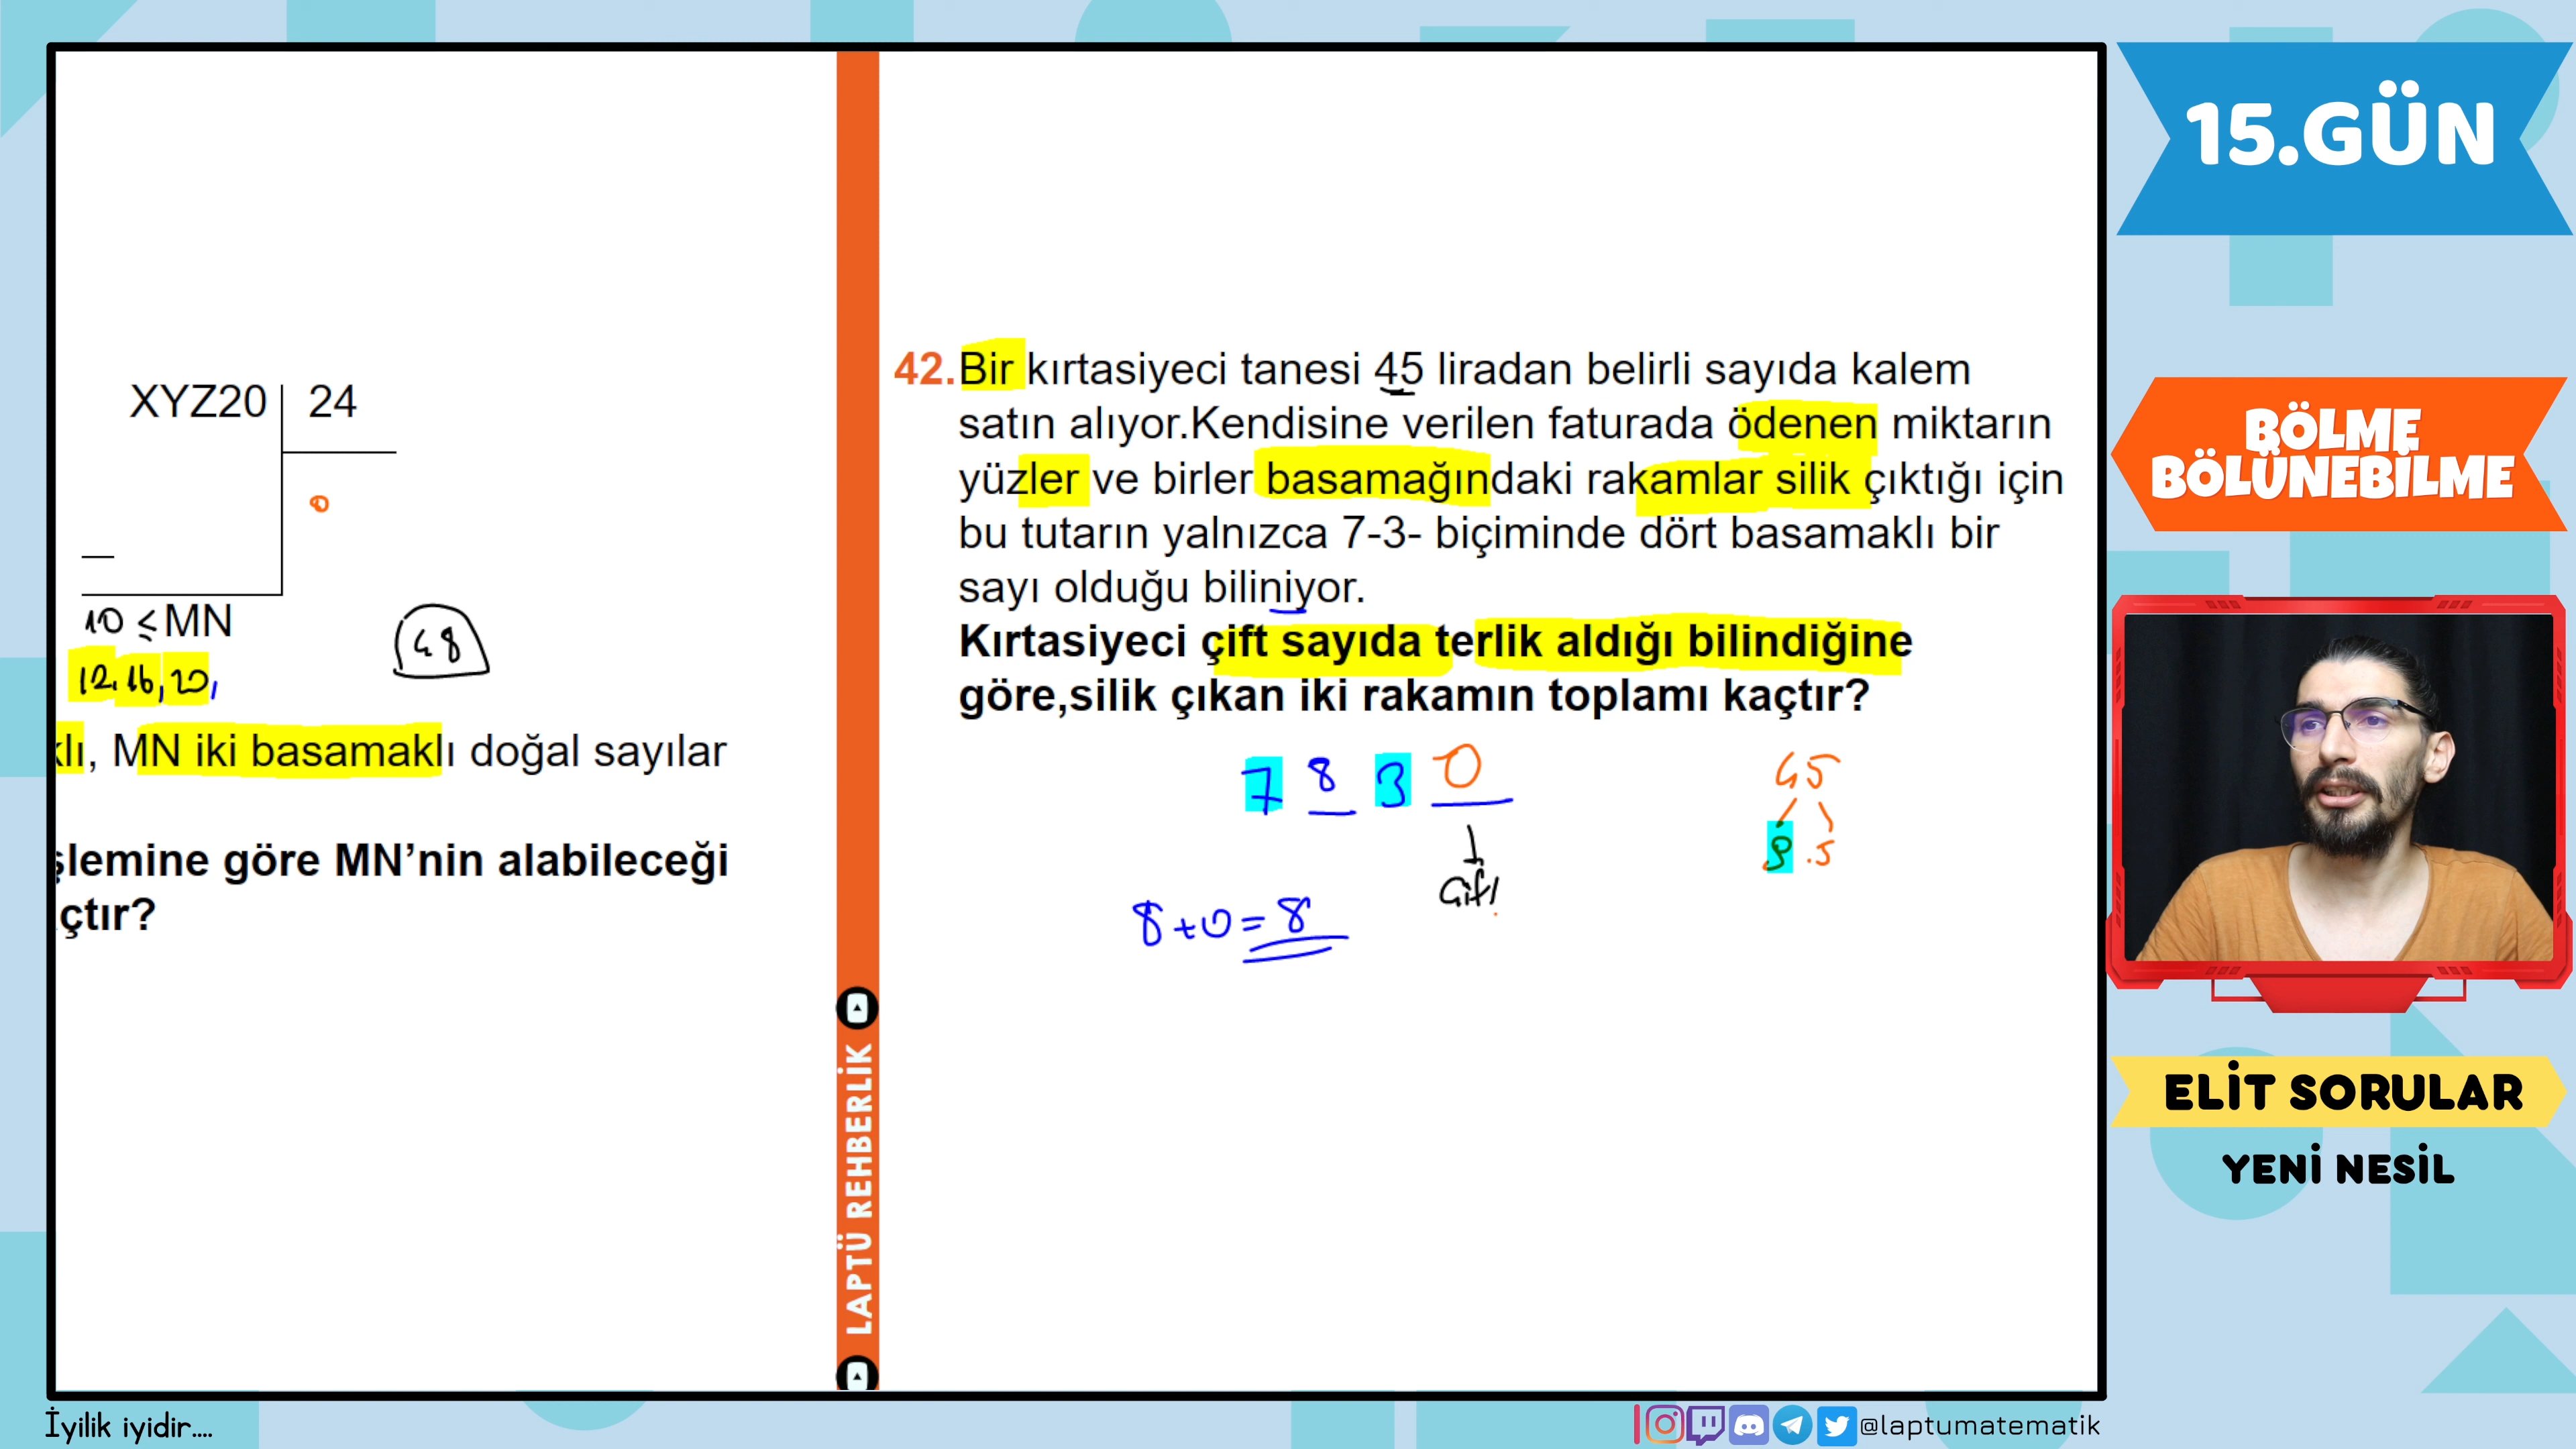 15.GÜN
BÖLME
BÖLÜNEBİLME
ELİT SORULAR
YENİ NESİL
XYZ20 24
0
10 ≤ MN
12, 16, 20,
48
klı, MN iki basamaklı doğal sayılar
şlemine göre MN'nin alabileceği
çtır?
LAPTÜ REHBERLİK
42.Bir kırtasiyeci tanesi 45 liradan belirli sayıda kalem
satın alıyor.Kendisine verilen faturada ödenen miktarın
yüzler ve birler basamağındaki rakamlar silik çıktığı için
bu tutarın yalnızca 7-3- biçiminde dört basamaklı bir
sayı olduğu biliniyor.
Kırtasiyeci çift sayıda terlik aldığı bilindiğine
göre,silik çıkan iki rakamın toplamı kaçtır?
7 8 3 0
45
9 . 5
Çift
8+0=8
İyilik iyidir....
@laptumatematik